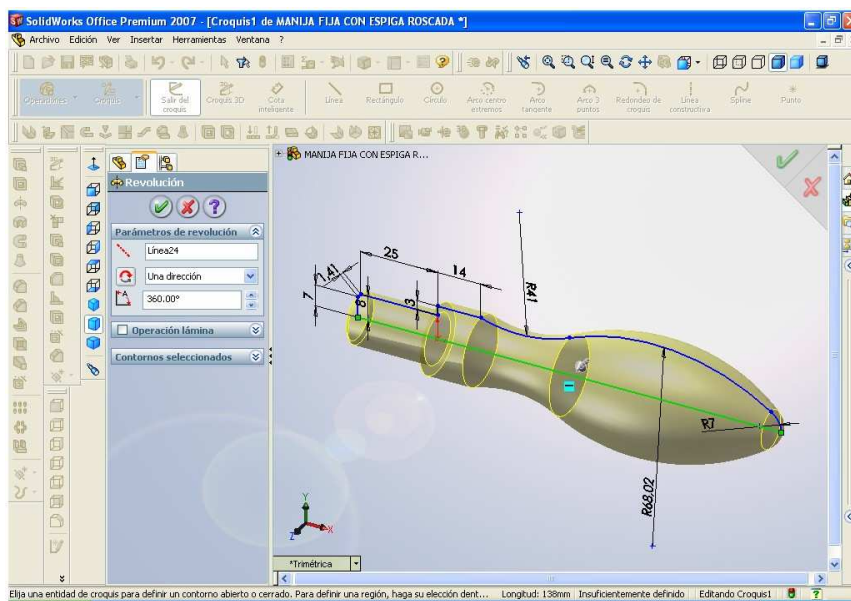 SolidWorks Office Premium 2007 - [Croquis1 de MANIJA FIJA CON ESPIGA ROSCADA *]
Archivo Edición Ver Insertar Herramientas Ventana ?
Operaciones Croquis Salir del croquis Croquis 3D Cota inteligente Línea Rectángulo Círculo Arco centro extremos Arco tangente Arco 3 puntos Redondeo de croquis Línea constructiva Spline Punto
MANIJA FIJA CON ESPIGA R...
Revolución
Parámetros de revolución
Línea24
Una dirección
360.00°
Operación lámina
Contornos seleccionados
25
14
1,41
7
8
3
R41
R7
R68,02
Y
X
Z
*Trimétrica
Elija una entidad de croquis para definir un contorno abierto o cerrado. Para definir una región, haga su elección dent... Longitud: 138mm Insuficientemente definido Editando Croquis1